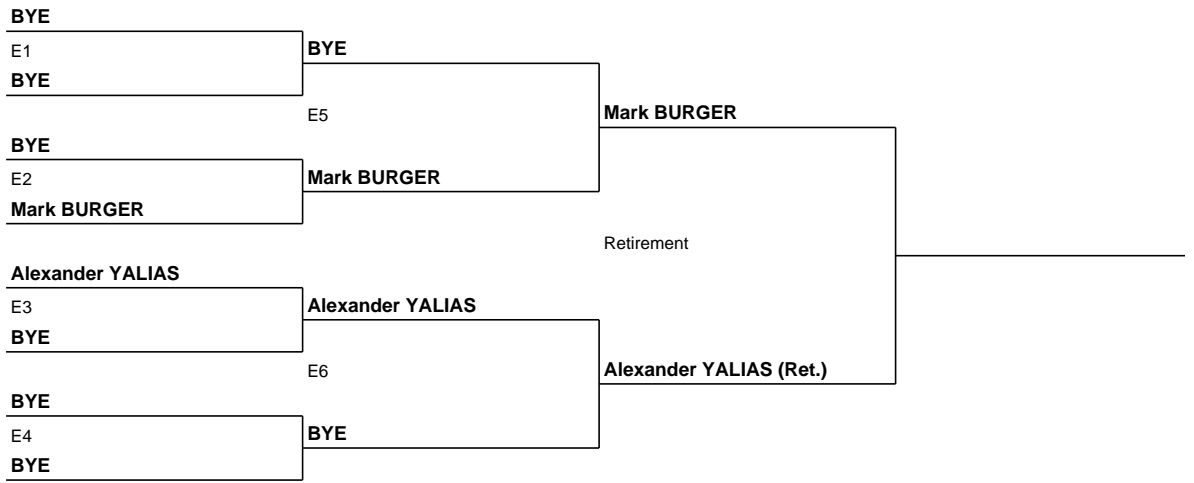 BYE
E1
BYE
BYE
E5
Mark BURGER
BYE
E2
Mark BURGER
Mark BURGER
Retirement
Alexander YALIAS
E3
Alexander YALIAS
BYE
E6
Alexander YALIAS (Ret.)
BYE
E4
BYE
BYE